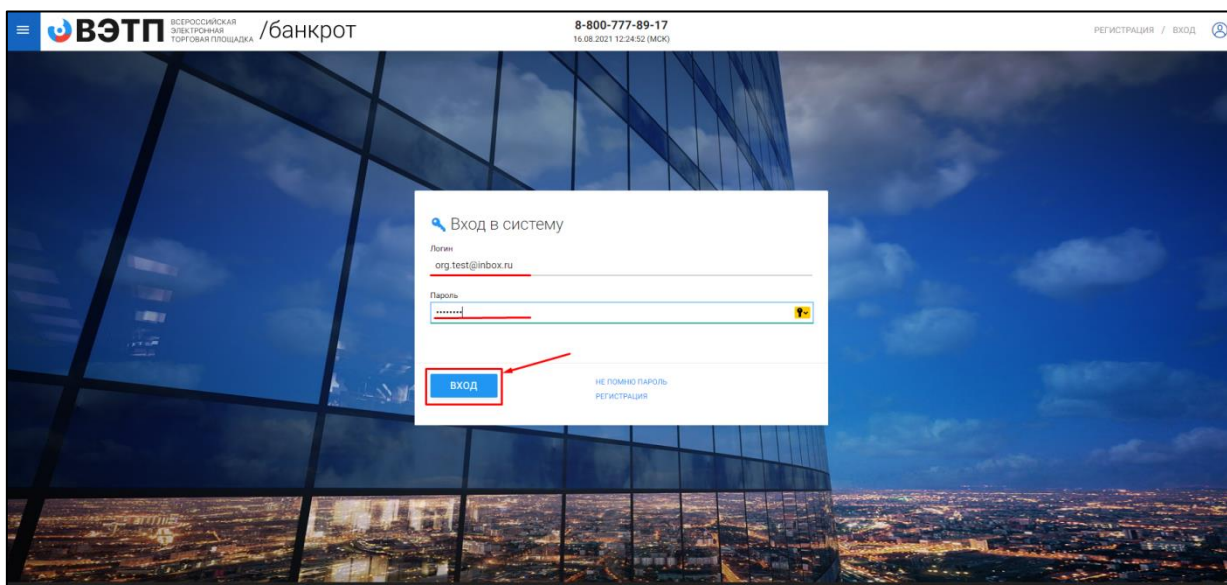 ВЭТП
ВСЕРОССИЙСКАЯ
ЭЛЕКТРОННАЯ
ТОРГОВАЯ ПЛОЩАДКА
/банкрот
8-800-777-89-17
16.08.2021 12:24:52 (МСК)
РЕГИСТРАЦИЯ / ВХОД
Вход в систему
Логин
org.test@inbox.ru
Пароль
••••••••
ВХОД
НЕ ПОМНЮ ПАРОЛЬ
РЕГИСТРАЦИЯ